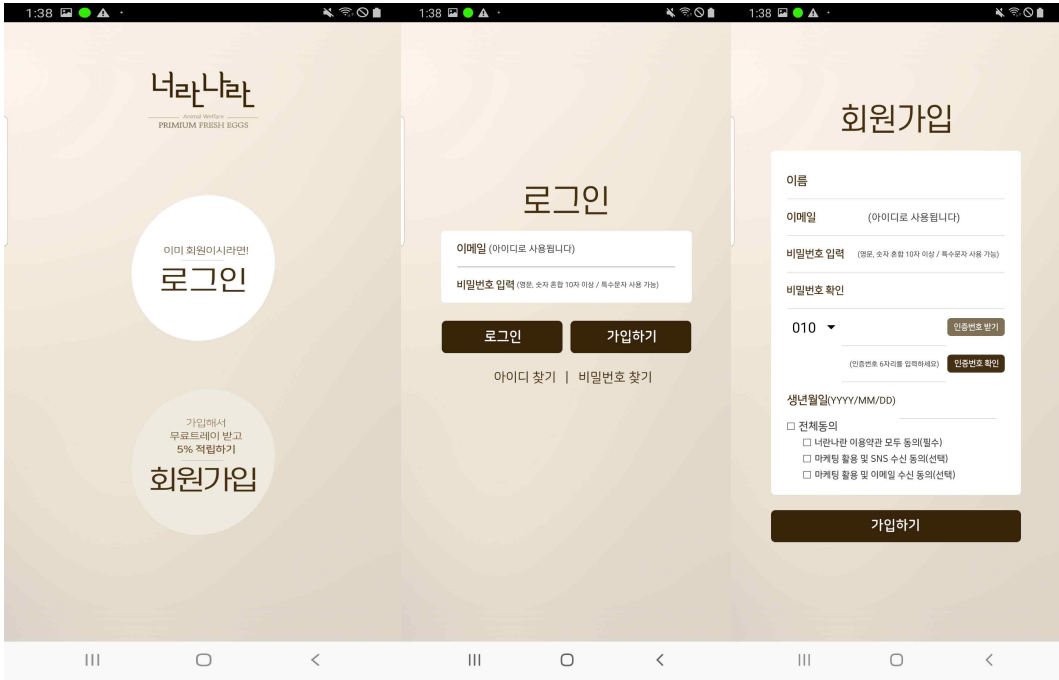 1:38
너란나란
Animal Welfare
PRIMIUM FRESH EGGS
이미 회원이시라면!
로그인
가입해서
무료트레이 받고
5% 적립하기
회원가입
1:38
로그인
이메일 (아이디로 사용됩니다)
비밀번호 입력 (영문, 숫자 혼합 10자 이상 / 특수문자 사용 가능)
로그인 가입하기
아이디 찾기 | 비밀번호 찾기
1:38
회원가입
이름
이메일 (아이디로 사용됩니다)
비밀번호 입력 (영문, 숫자 혼합 10자 이상 / 특수문자 사용 가능)
비밀번호 확인
010 인증번호 받기
(인증번호 6자리를 입력하세요) 인증번호 확인
생년월일(YYYY/MM/DD)
전체동의
너란나란 이용약관 모두 동의(필수)
마케팅 활용 및 SNS 수신 동의(선택)
마케팅 활용 및 이메일 수신 동의(선택)
가입하기